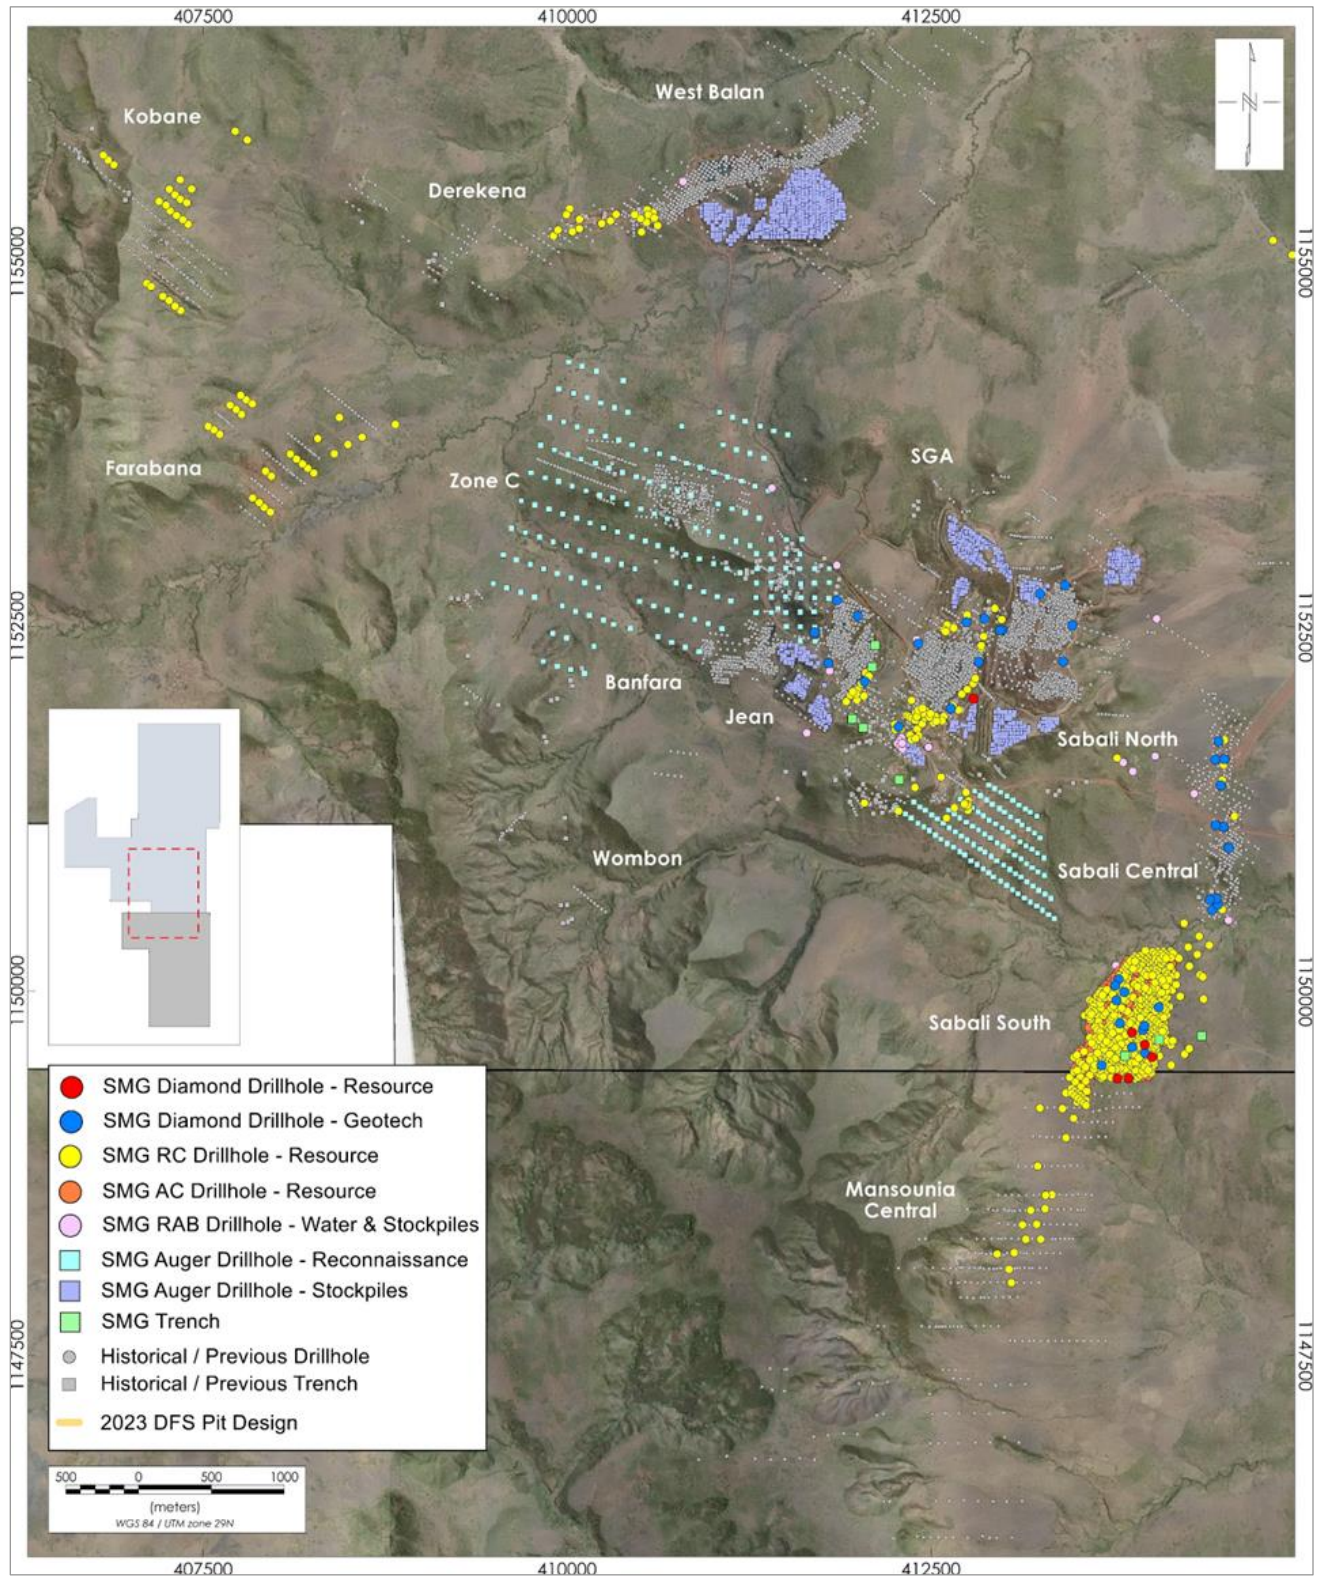 407500 410000 412500
West Balan
Kobane
Derekena
1155000 1155000
SGA
Farabana
Zone C
1152500 1152500
Banfara
Jean
Sabali North
Wombon
Sabali Central
1150000 1150000
Sabali South
SMG Diamond Drillhole - Resource
SMG Diamond Drillhole - Geotech
SMG RC Drillhole - Resource
SMG AC Drillhole - Resource
SMG RAB Drillhole - Water & Stockpiles
SMG Auger Drillhole - Reconnaissance
SMG Auger Drillhole - Stockpiles
SMG Trench
Historical / Previous Drillhole
Historical / Previous Trench
2023 DFS Pit Design
Mansounia
Central
1147500 1147500
500 0 500 1000
(meters)
WGS 84 / UTM zone 29N
407500 410000 412500
N